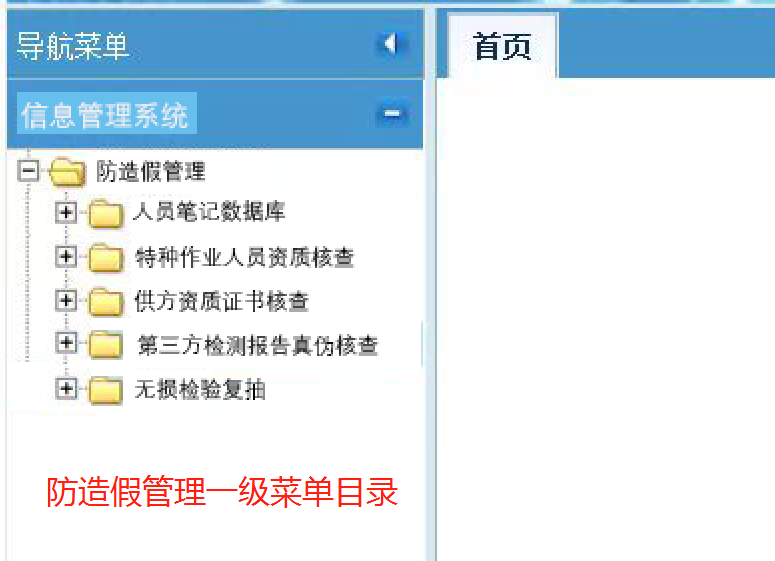 导航菜单
首页
信息管理系统
防造假管理
人员笔记数据库
特种作业人员资质核查
供方资质证书核查
第三方检测报告真伪核查
无损检验复抽
防造假管理一级菜单目录